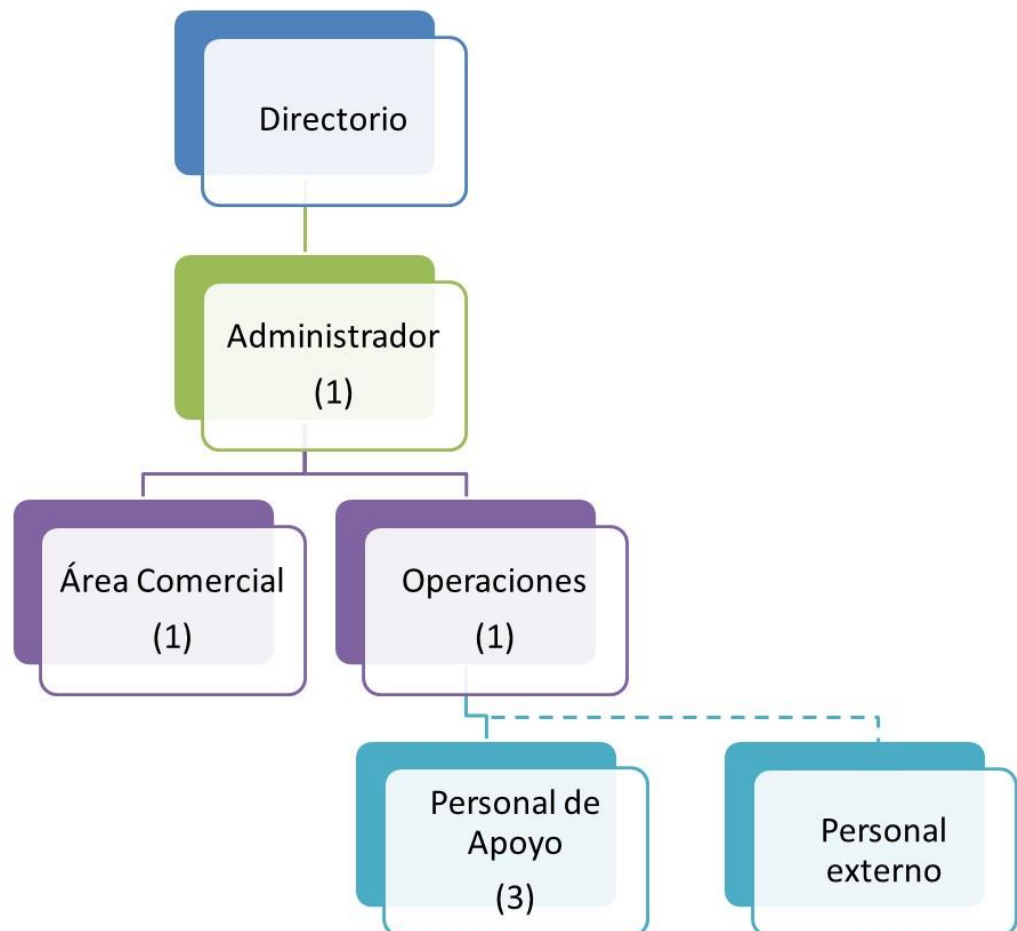 Directorio
Administrador
(1)
Área Comercial
(1)
Operaciones
(1)
Personal de
Apoyo
(3)
Personal
externo